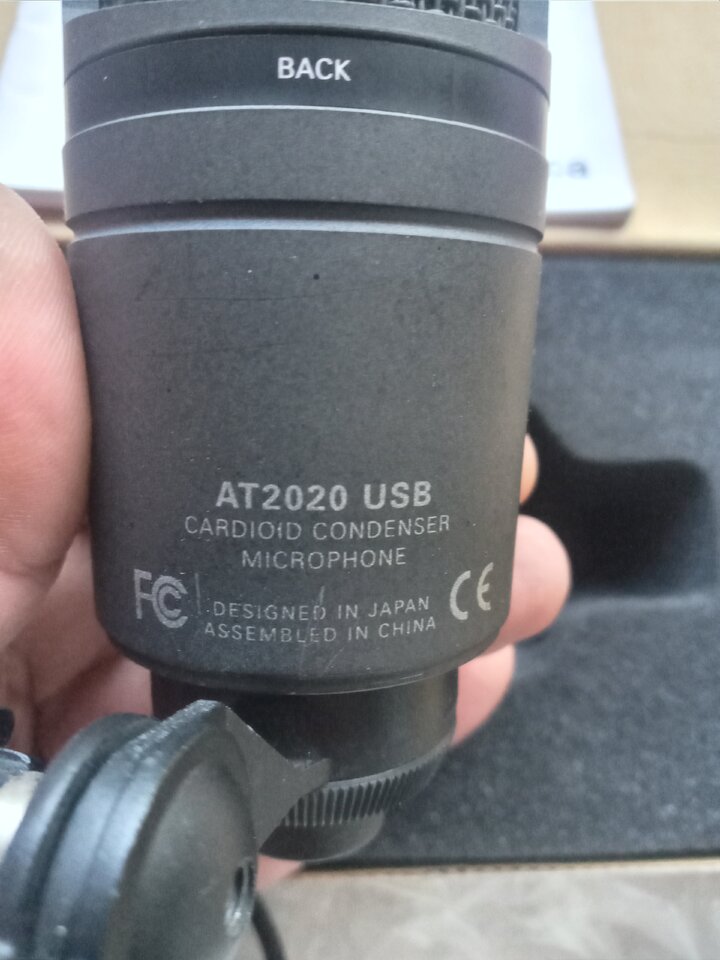 BACK
AT2020 USB
CARDIOID CONDENSER
MICROPHONE
FC CE
DESIGNED IN JAPAN
ASSEMBLED IN CHINA